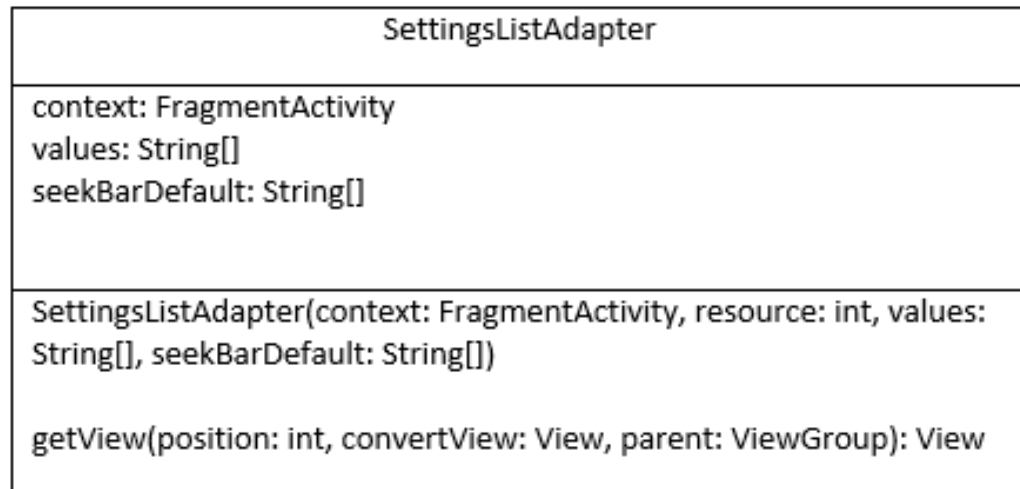 SettingsListAdapter
context: FragmentActivity
values: String[]
seekBarDefault: String[]
SettingsListAdapter(context: FragmentActivity, resource: int, values:
String[], seekBarDefault: String[])
getView(position: int, convertView: View, parent: ViewGroup): View